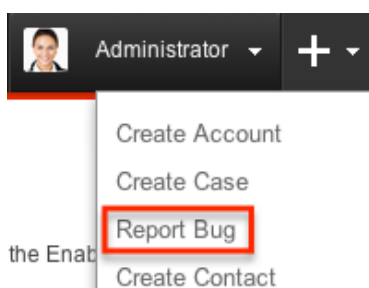 Administrator
Create Account
Create Case
Report Bug
the Enab
Create Contact